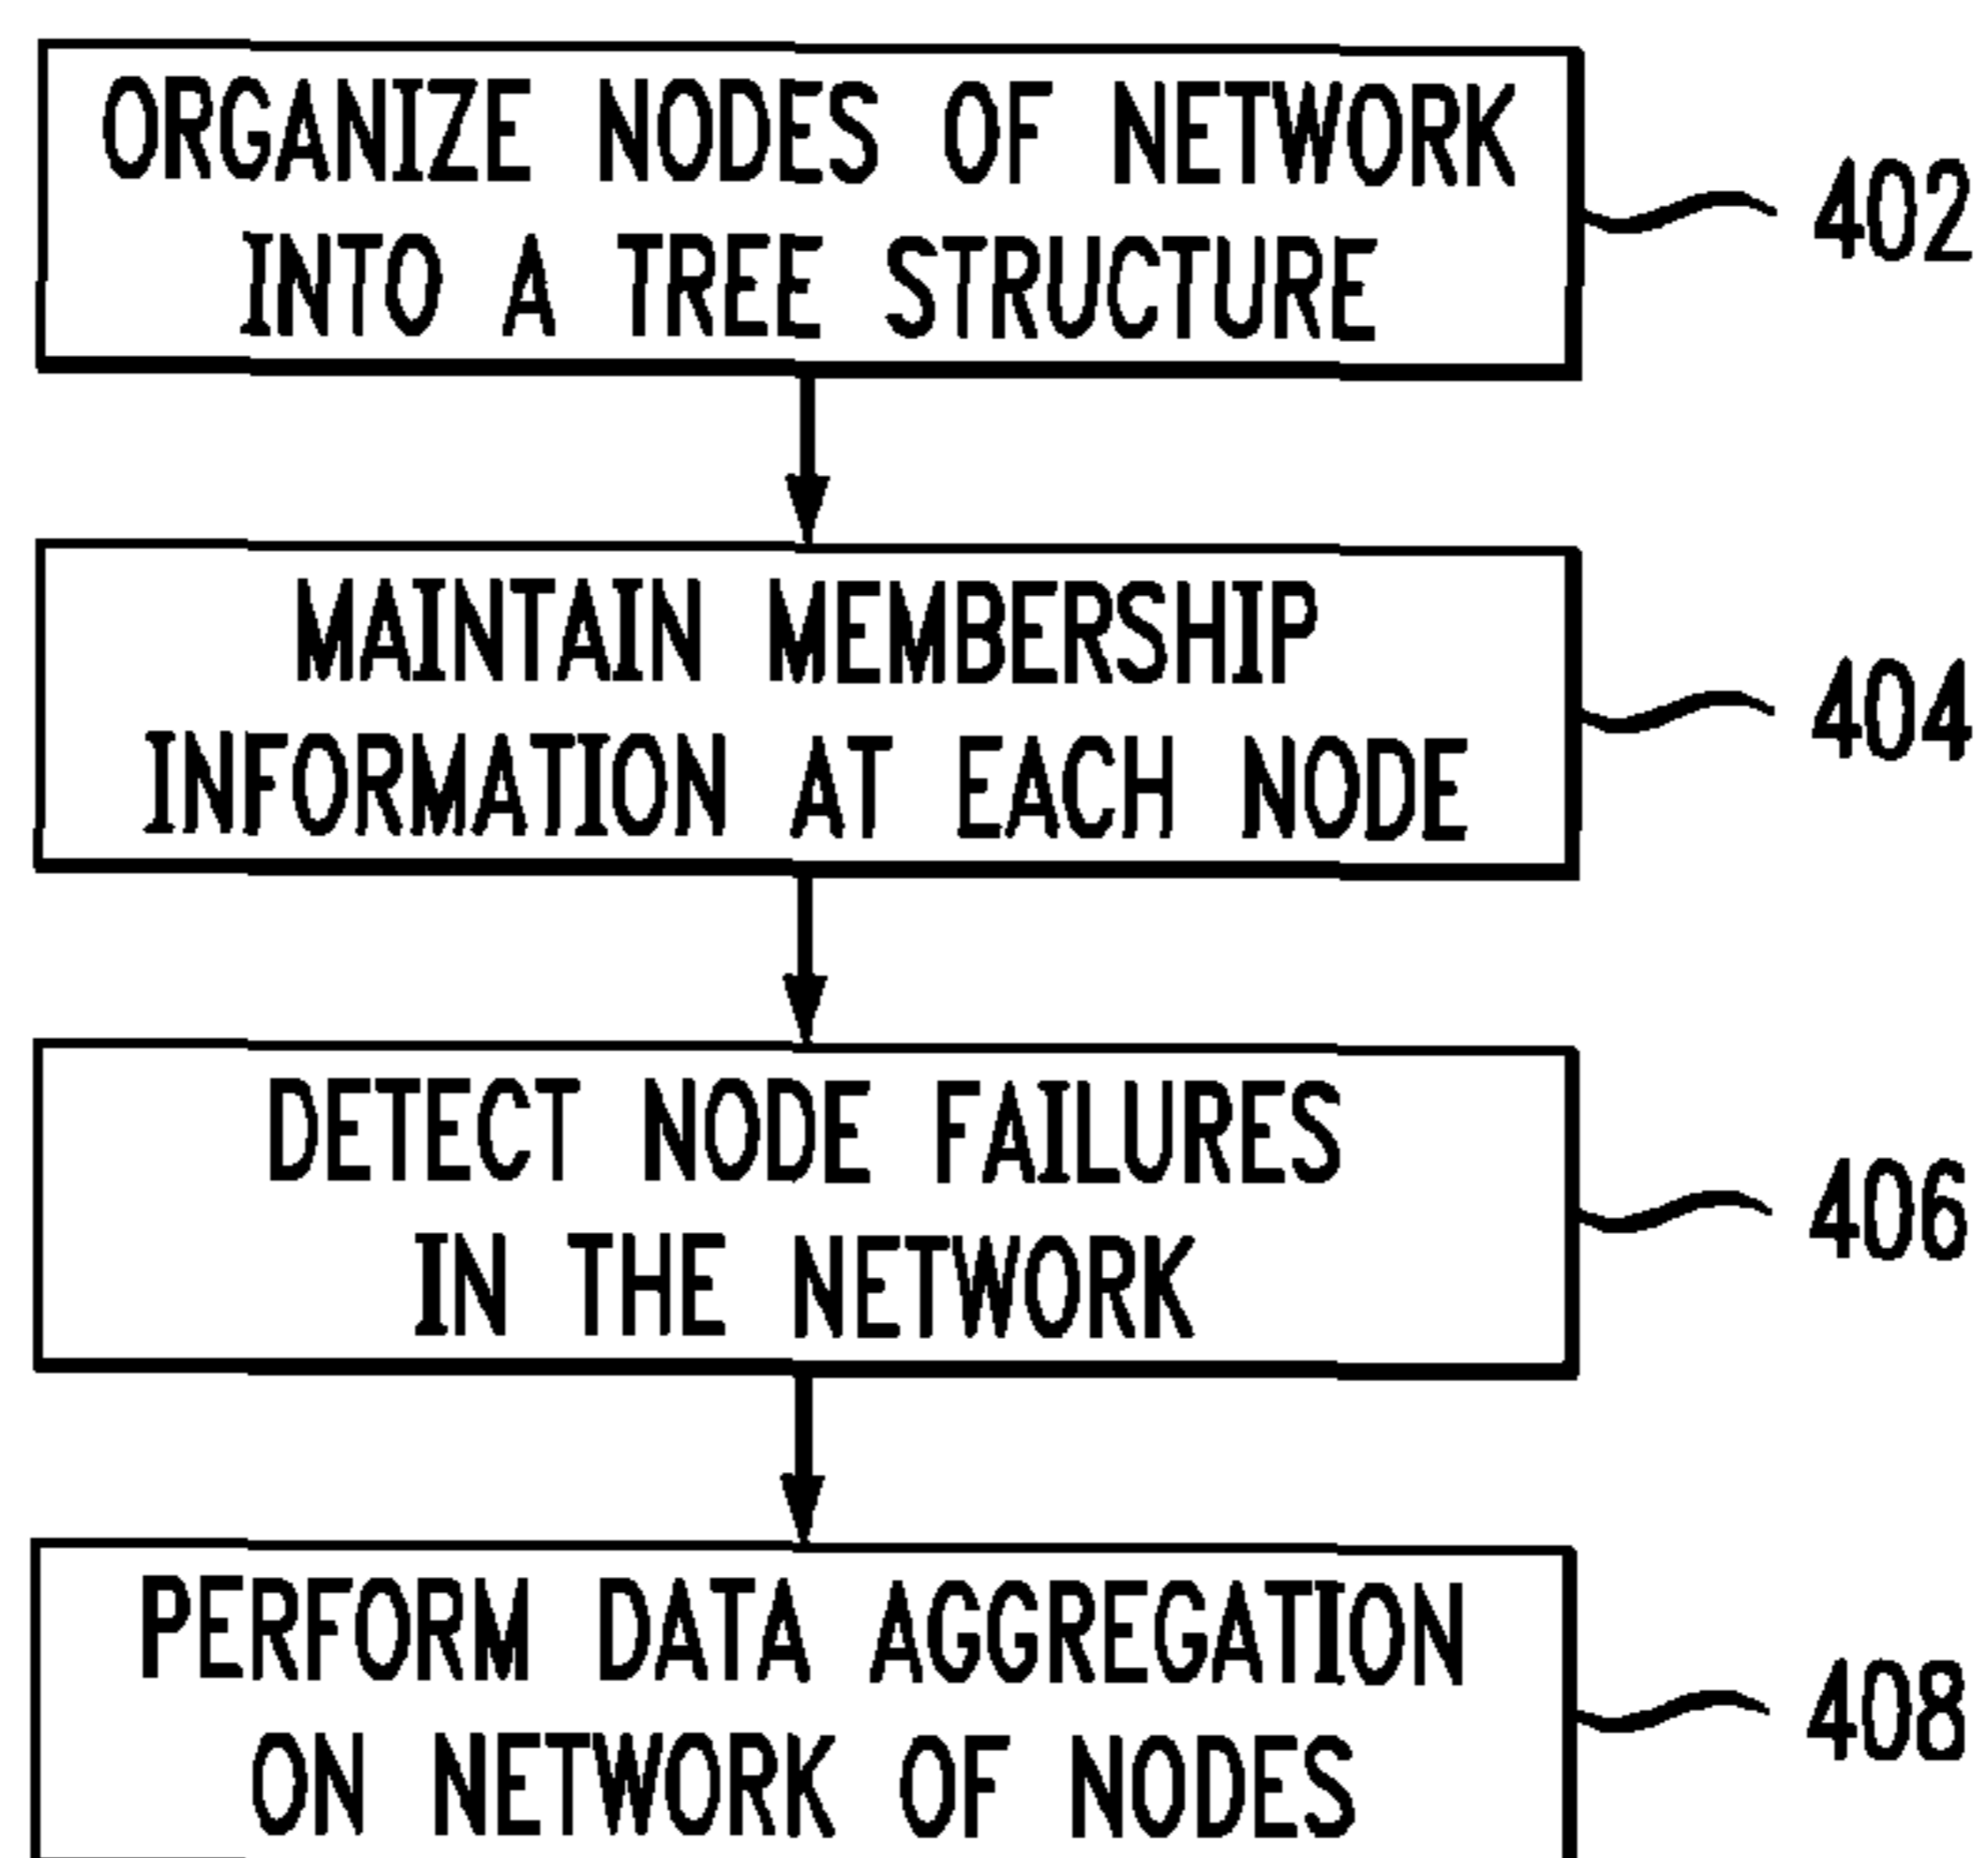 ORGANIZE NODES OF NETWORK
INTO A TREE STRUCTURE
402
MAINTAIN MEMBERSHIP
INFORMATION AT EACH NODE
404
DETECT NODE FAILURES
IN THE NETWORK
406
PERFORM DATA AGGREGATION
ON NETWORK OF NODES
408